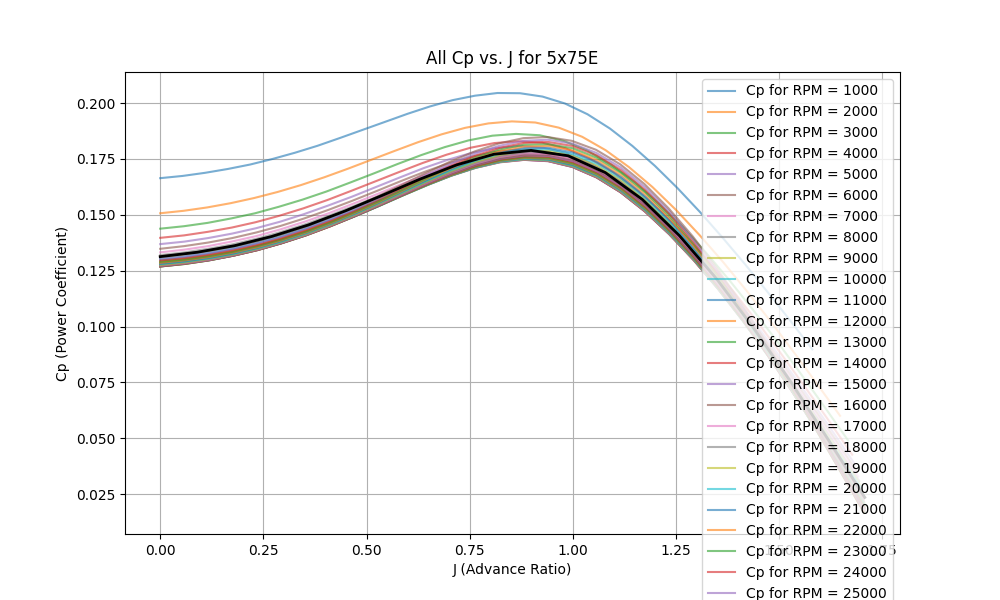 All Cp vs. J for 5x75E
Cp (Power Coefficient)
0.200
0.175
0.150
0.125
0.100
0.075
0.050
0.025
0.00 0.25 0.50 0.75 1.00 1.25
J (Advance Ratio)
Cp for RPM = 1000
Cp for RPM = 2000
Cp for RPM = 3000
Cp for RPM = 4000
Cp for RPM = 5000
Cp for RPM = 6000
Cp for RPM = 7000
Cp for RPM = 8000
Cp for RPM = 9000
Cp for RPM = 10000
Cp for RPM = 11000
Cp for RPM = 12000
Cp for RPM = 13000
Cp for RPM = 14000
Cp for RPM = 15000
Cp for RPM = 16000
Cp for RPM = 17000
Cp for RPM = 18000
Cp for RPM = 19000
Cp for RPM = 20000
Cp for RPM = 21000
Cp for RPM = 22000
Cp for RPM = 23000
Cp for RPM = 24000
Cp for RPM = 25000